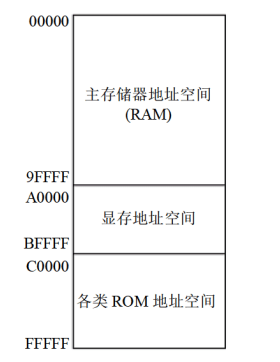 00000
主存储器地址空间
(RAM)
9FFFF
A0000
显存地址空间
BFFFF
C0000
各类 ROM 地址空间
FFFFF